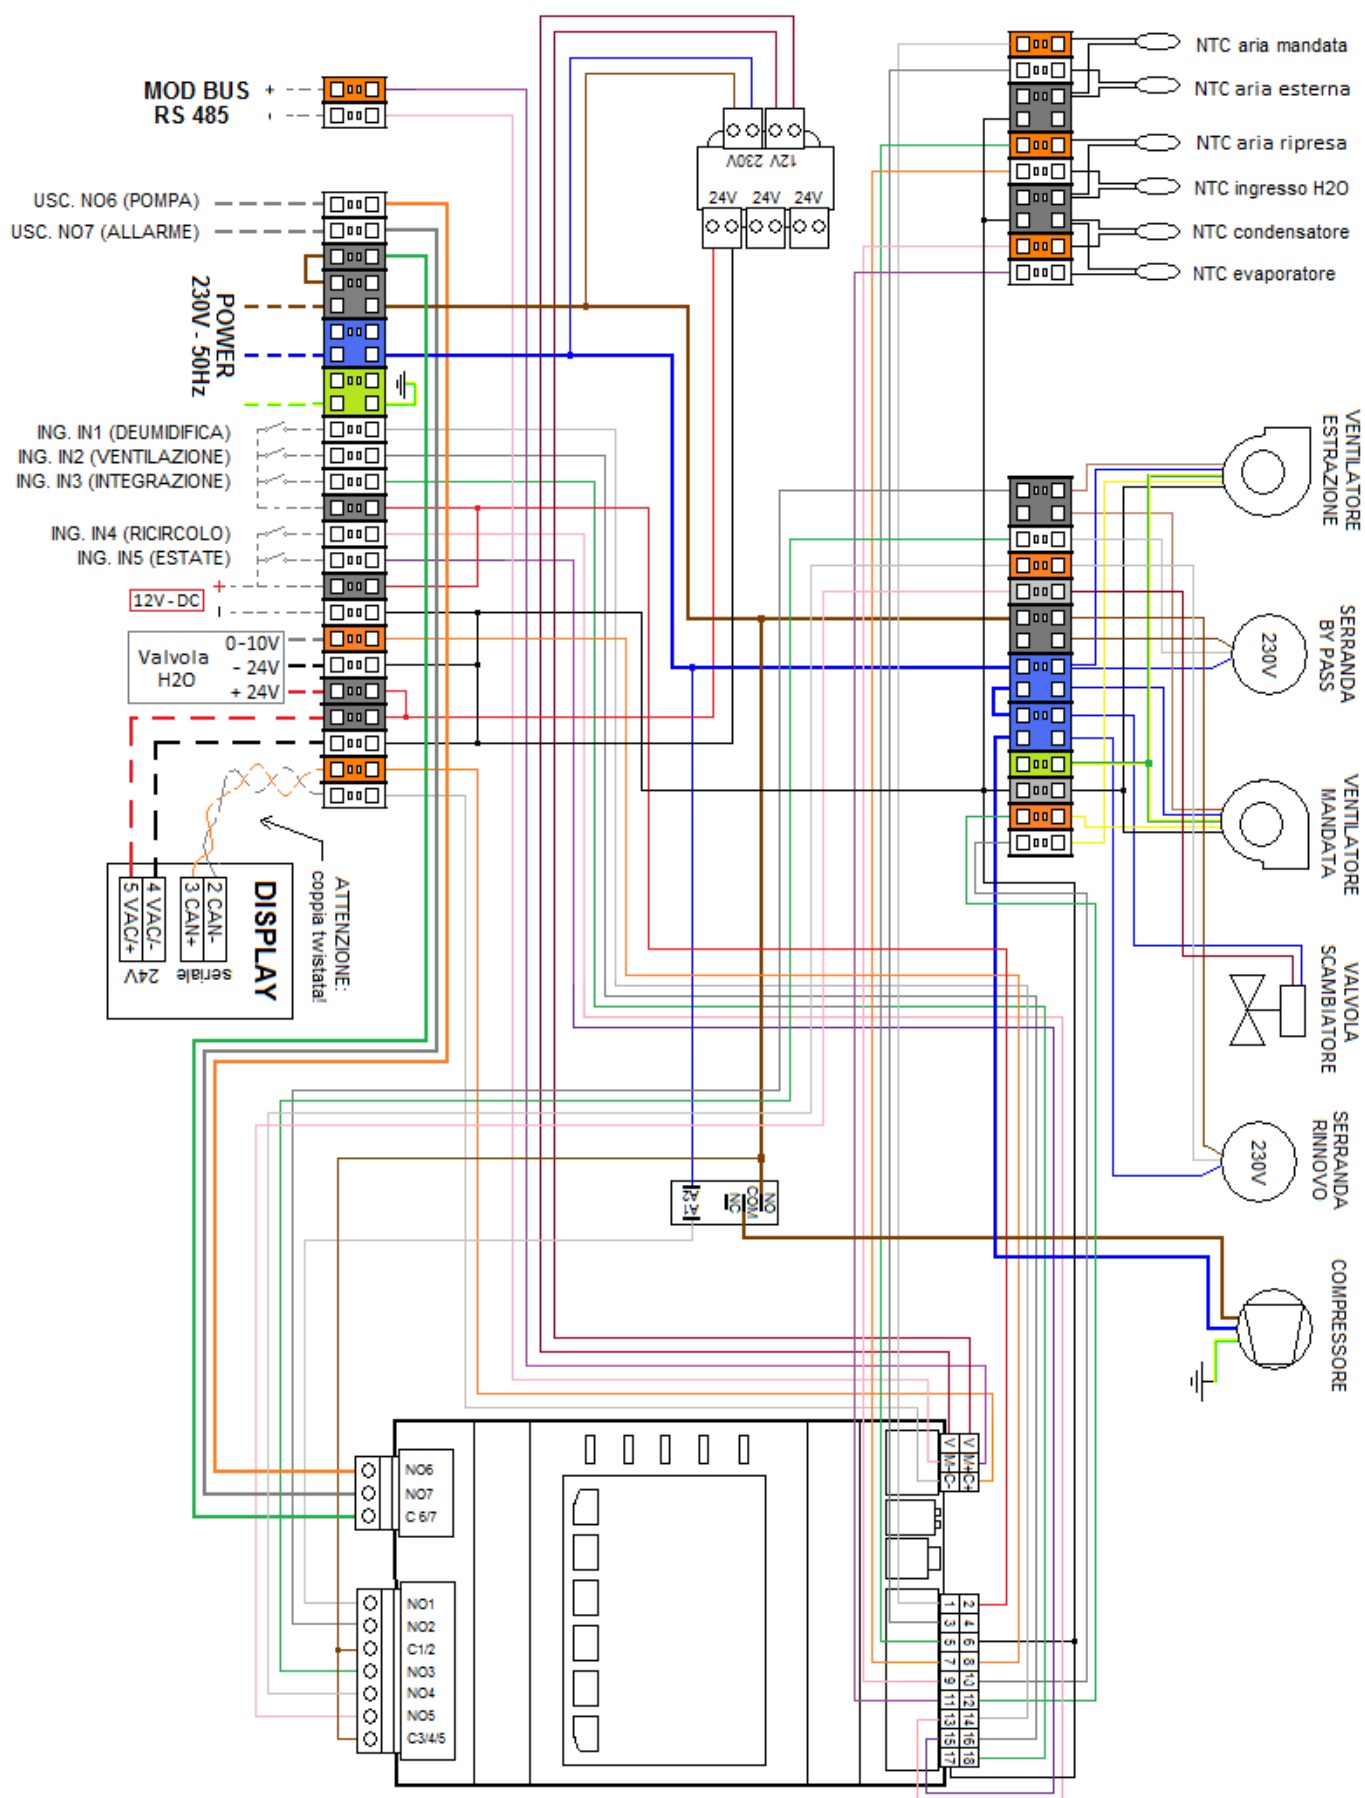 MOD BUS
RS 485
+
-
USC. NO6 (POMPA)
USC. NO7 (ALLARME)
POWER
230V - 50Hz
ING. IN1 (DEUMIDIFICA)
ING. IN2 (VENTILAZIONE)
ING. IN3 (INTEGRAZIONE)
ING. IN4 (RICIRCOLO)
ING. IN5 (ESTATE)
+
12V - DC
-
Valvola
H2O
0-10V
- 24V
+ 24V
5 VAC/+
4 VAC/-
3 CAN+
2 CAN-
24V
seriale
DISPLAY
ATTENZIONE:
coppia twistata!
230V
12V
24V
24V
24V
NTC aria mandata
NTC aria esterna
NTC aria ripresa
NTC ingresso H2O
NTC condensatore
NTC evaporatore
VENTILATORE
ESTRAZIONE
SERRANDA
BY PASS
230V
VENTILATORE
MANDATA
VALVOLA
SCAMBIATORE
SERRANDA
RINNOVO
230V
COMPRESSORE
A2
A1
NO
COM
NC
V
V
M-
M+
C-
C+
NO6
NO7
C 6/7
NO1
NO2
C1/2
NO3
NO4
NO5
C3/4/5
1 2
3 4
5 6
7 8
9 10
11 12
13 14
15 16
17 18